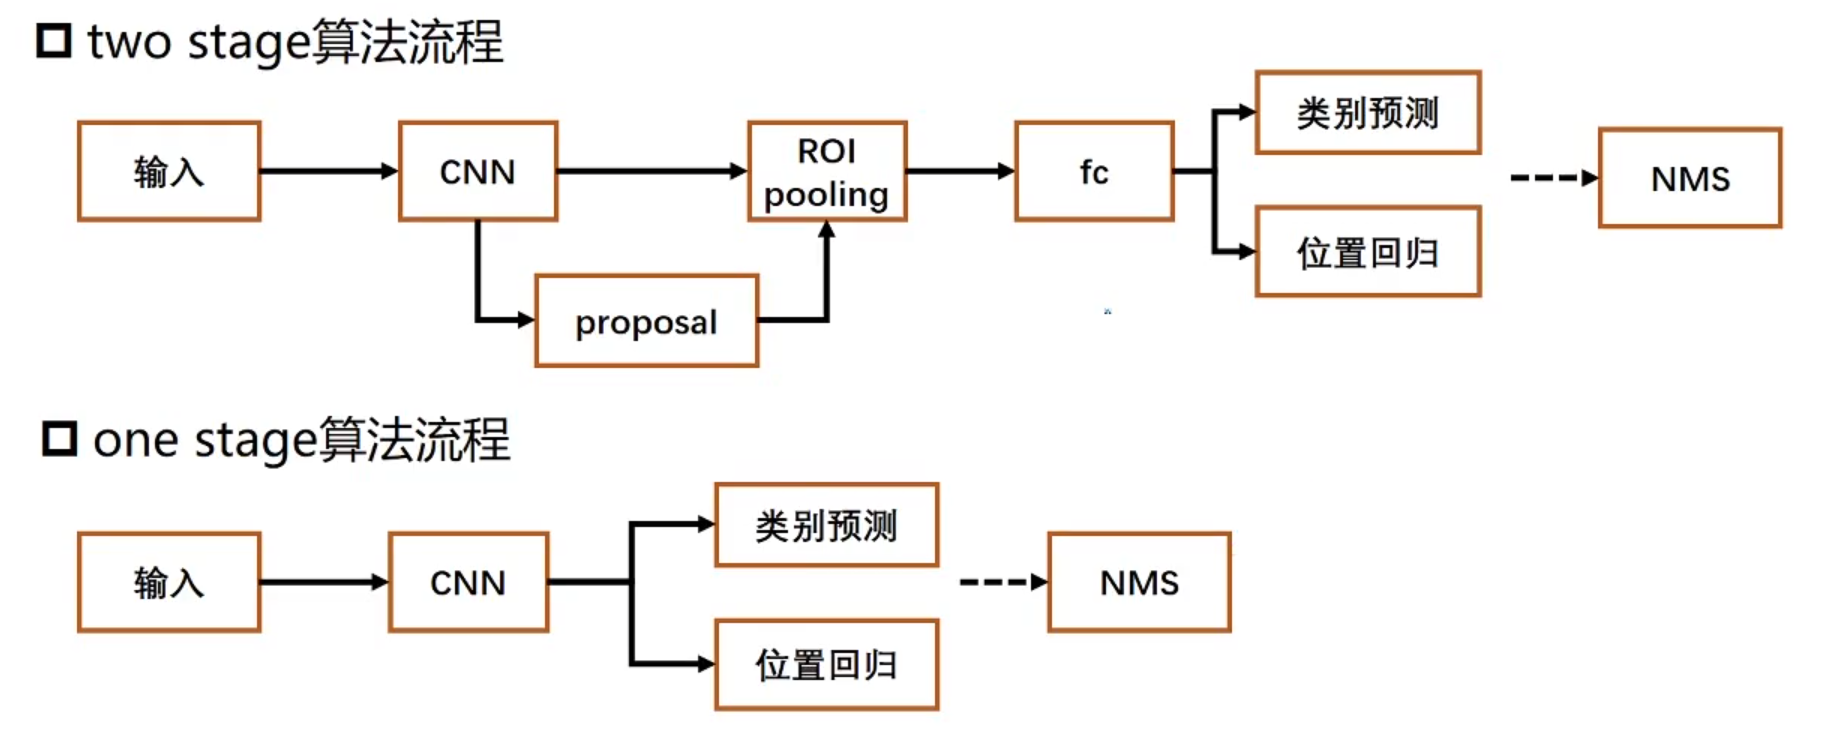 two stage算法流程
输入
CNN
ROI
pooling
fc
类别预测
位置回归
NMS
proposal
one stage算法流程
输入
CNN
类别预测
位置回归
NMS